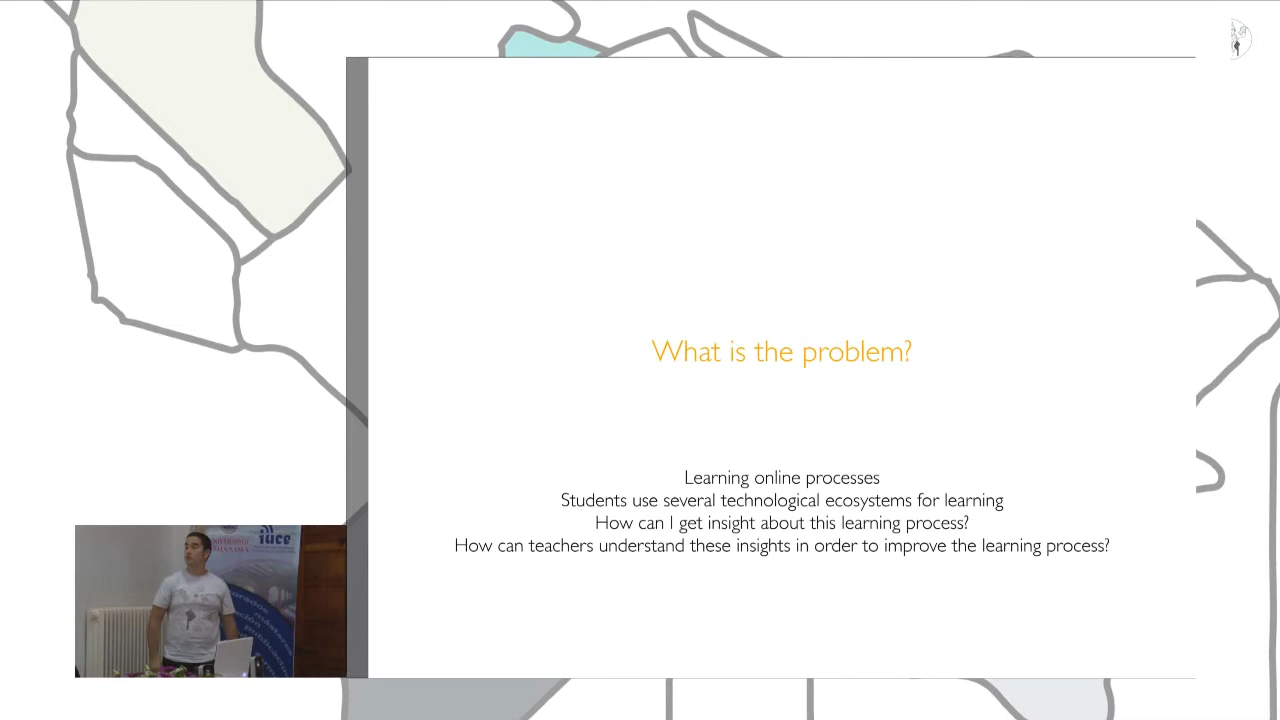 What is the problem?
Learning online processes
Students use several technological ecosystems for learning
How can I get insight about this learning process?
How can teachers understand these insights in order to improve the learning process?
iuce